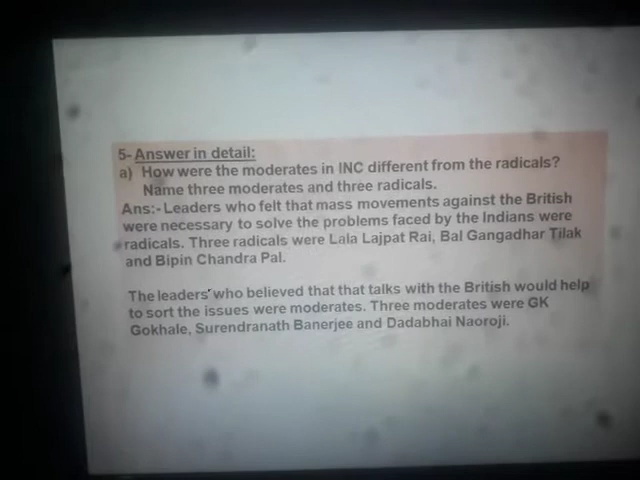 5- Answer in detail:
a) How were the moderates in INC different from the radicals?
Name three moderates and three radicals.
Ans:- Leaders who felt that mass movements against the British
were necessary to solve the problems faced by the Indians were
radicals. Three radicals were Lala Lajpat Rai, Bal Gangadhar Tilak
and Bipin Chandra Pal.
The leaders who believed that that talks with the British would help
to sort the issues were moderates. Three moderates were GK
Gokhale, Surendranath Banerjee and Dadabhai Naoroji.